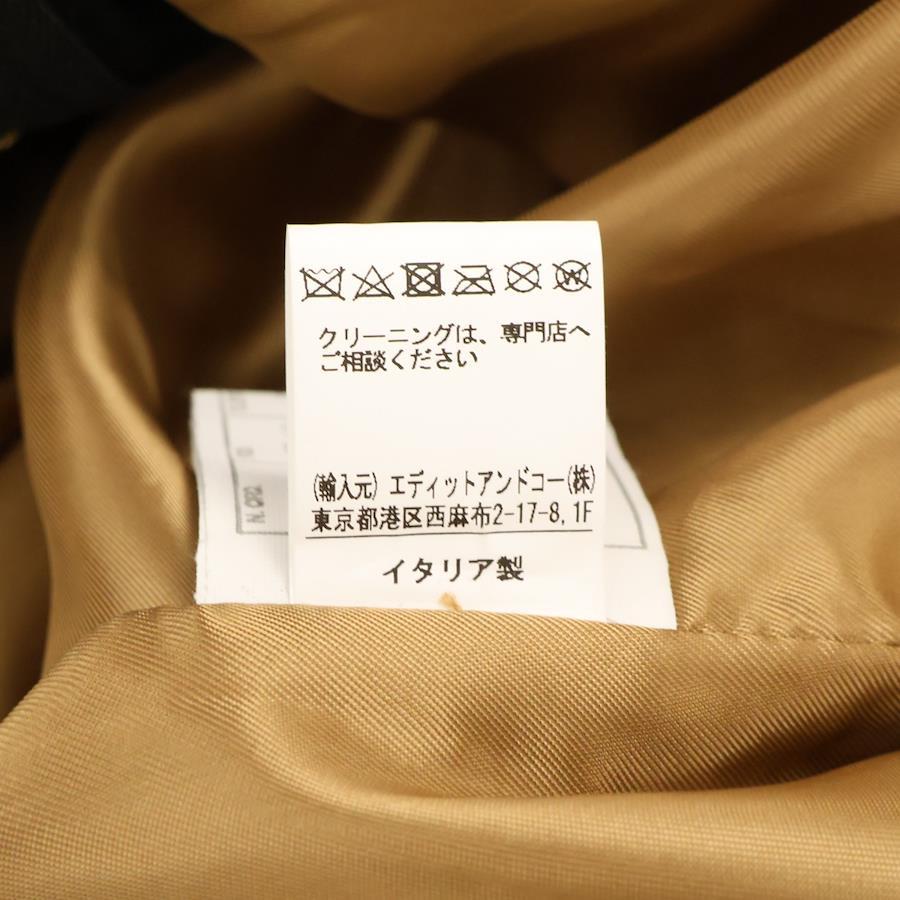 W
クリーニングは、専門店へ
ご相談ください
(輸入元) エディットアンドコー(株)
東京都港区西麻布2-17-8, 1F
イタリア製
N. OP2